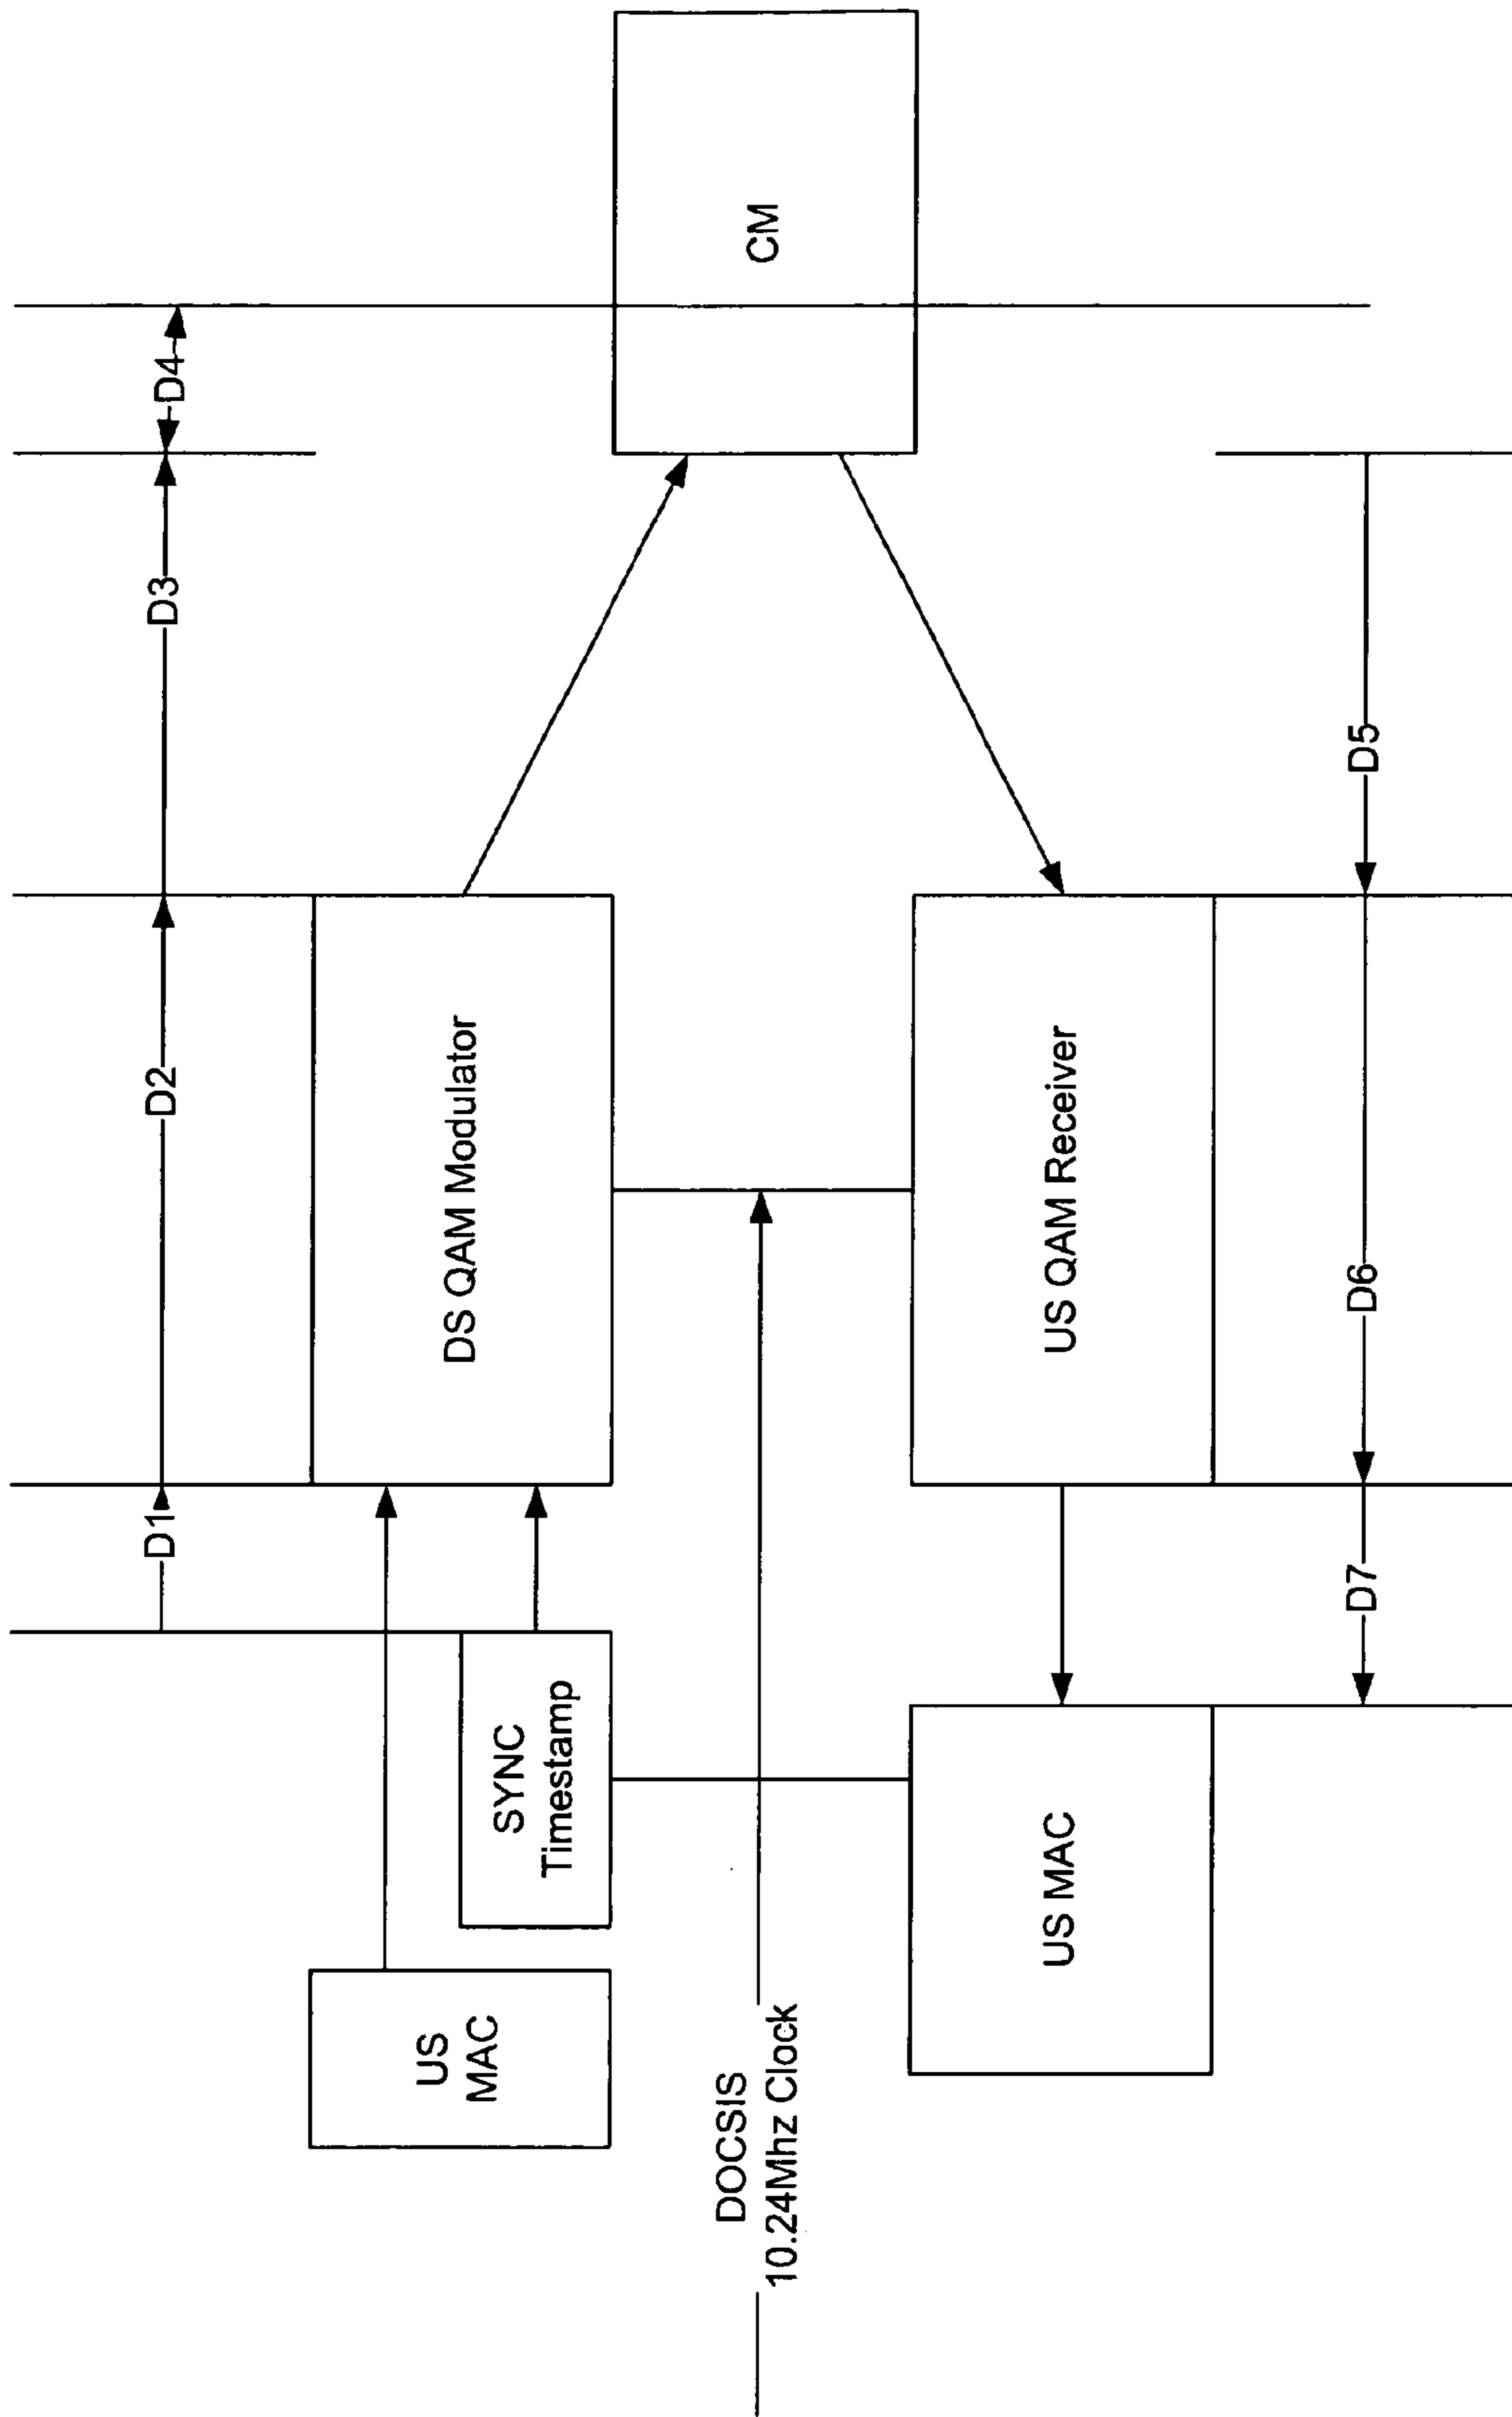 D1
D2
D3
D4
US
MAC
SYNC
Timestamp
DS QAM Modulator
CM
DOCSIS
10.24Mhz Clock
US MAC
US QAM Receiver
D7
D6
D5